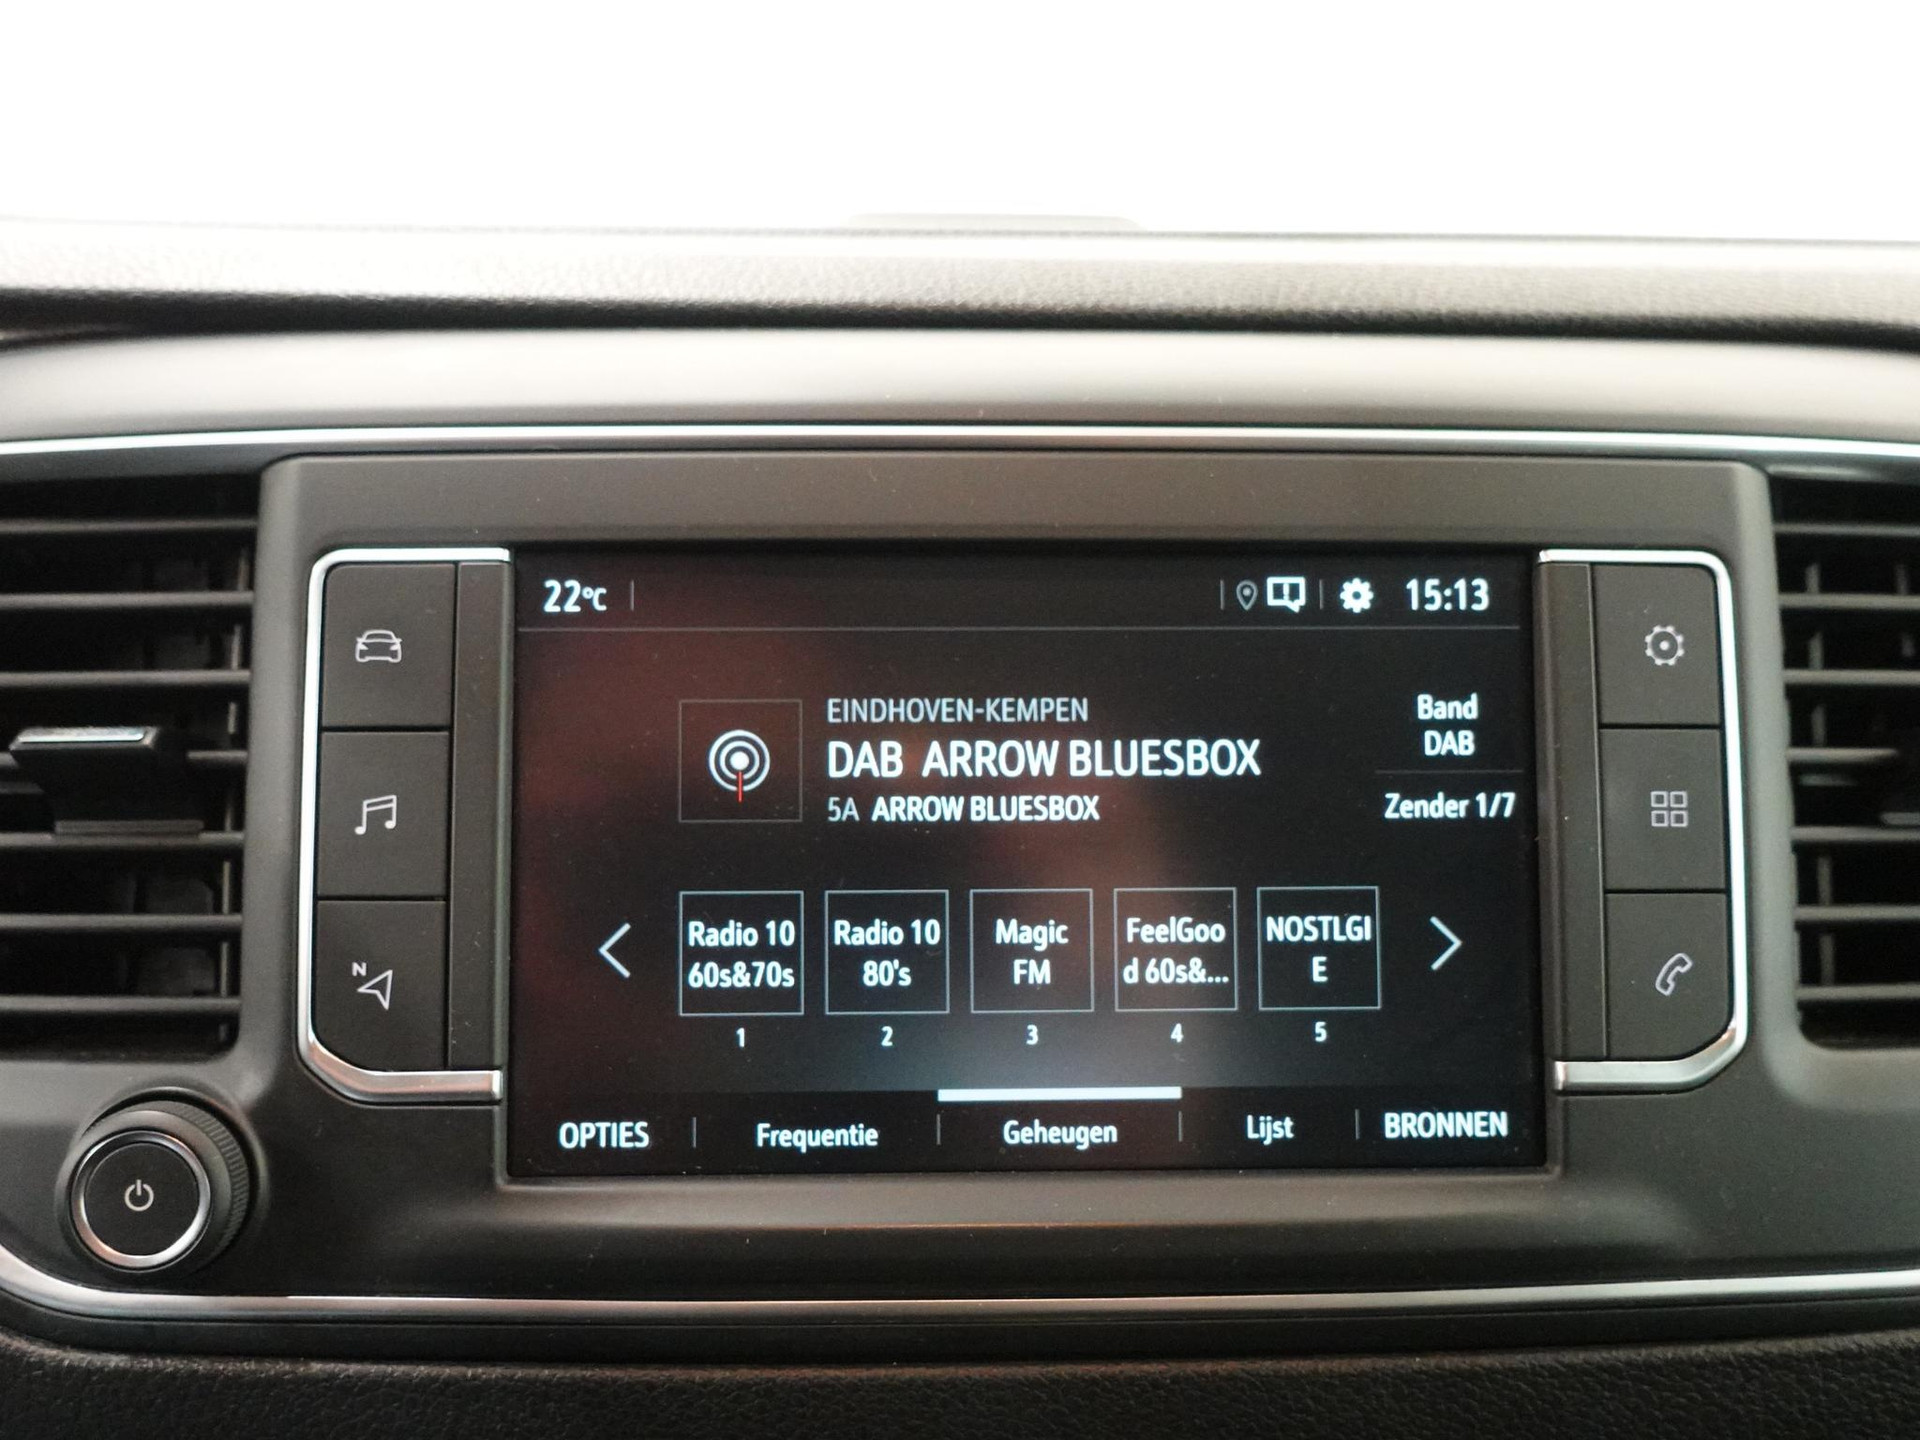 22°C
15:13
EINDHOVEN-KEMPEN
DAB ARROW BLUESBOX
5A ARROW BLUESBOX
Band
DAB
Zender 1/7
Radio 10
60s&70s
1
Radio 10
80's
2
Magic
FM
3
FeelGoo
d 60s&...
4
NOSTLGI
E
5
N
OPTIES
Frequentie
Geheugen
Lijst
BRONNEN